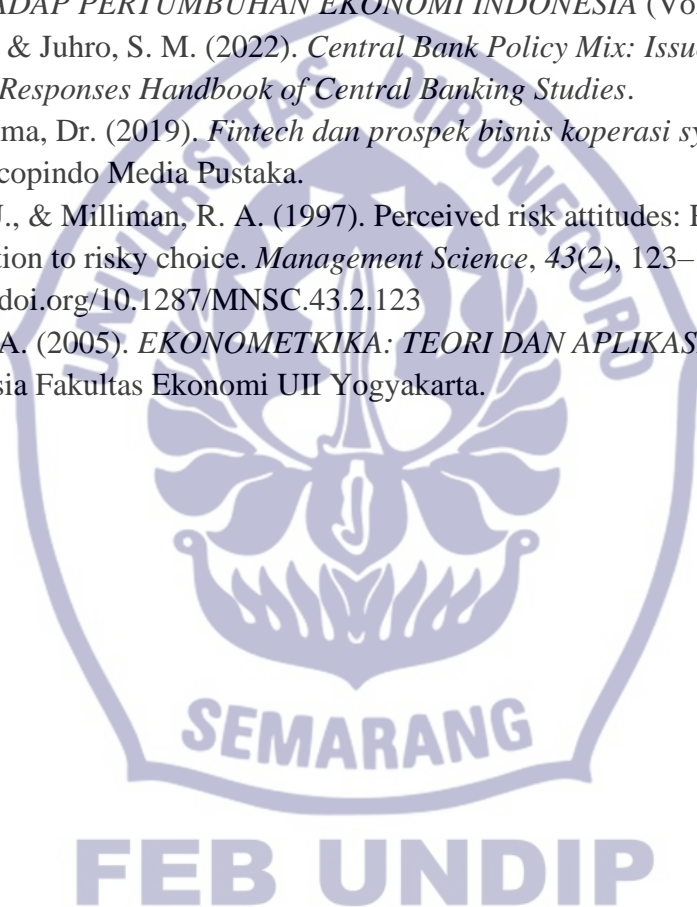 ADAP PERTUMBUHAN EKONOMI INDONESIA (Vo
& Juhro, S. M. (2022). Central Bank Policy Mix: Issu
Responses Handbook of Central Banking Studies.
ma, Dr. (2019). Fintech dan prospek bisnis koperasi sy
copindo Media Pustaka.
J., & Milliman, R. A. (1997). Perceived risk attitudes: 
tion to risky choice. Management Science, 43(2), 123–
doi.org/10.1287/MNSC.43.2.123
A. (2005). EKONOMETKIKA: TEORI DAN APLIKAS
sia Fakultas Ekonomi UII Yogyakarta.
UNIVERSITAS DIPONEGORO
SEMARANG
FEB UNDIP